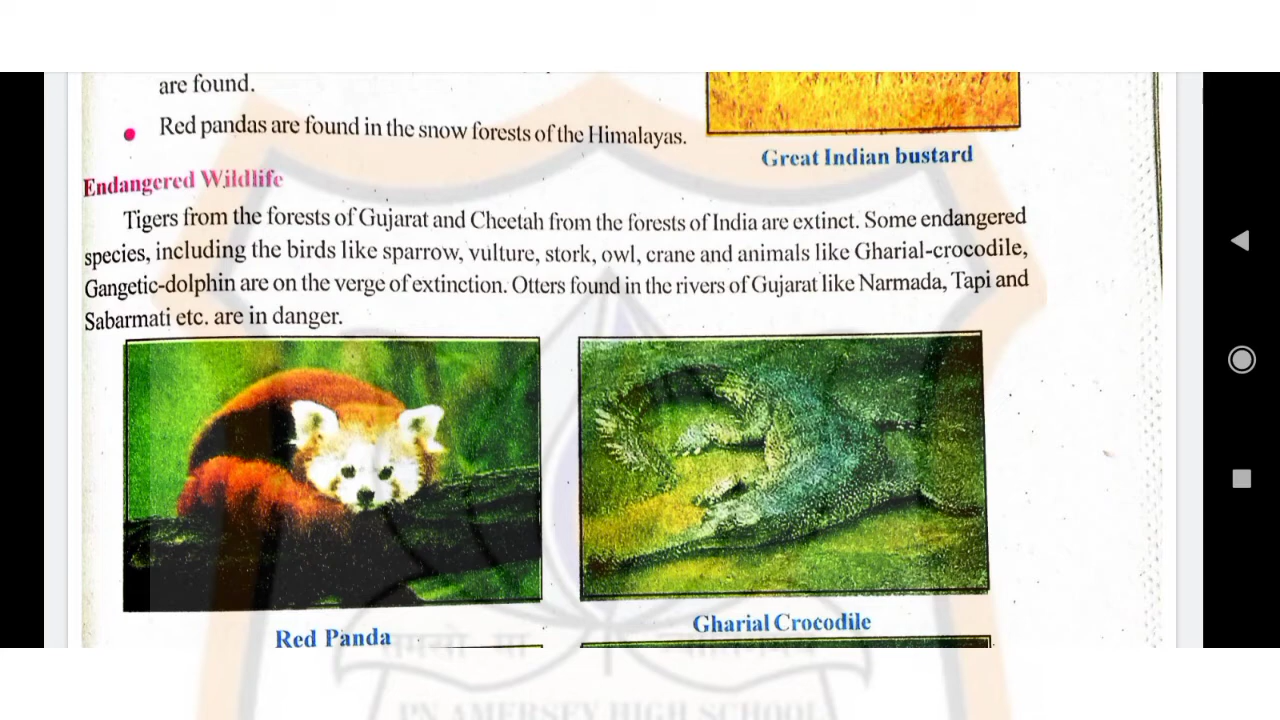 are found.
Red pandas are found in the snow forests of the Himalayas.
Great Indian bustard
Endangered Wildlife
Tigers from the forests of Gujarat and Cheetah from the forests of India are extinct. Some endangered
species, including the birds like sparrow, vulture, stork, owl, crane and animals like Gharial-crocodile,
Gangetic-dolphin are on the verge of extinction. Otters found in the rivers of Gujarat like Narmada, Tapi and
Sabarmati etc. are in danger.
Red Panda
Gharial Crocodile
PN AMERSEY HIGH SCHOOL